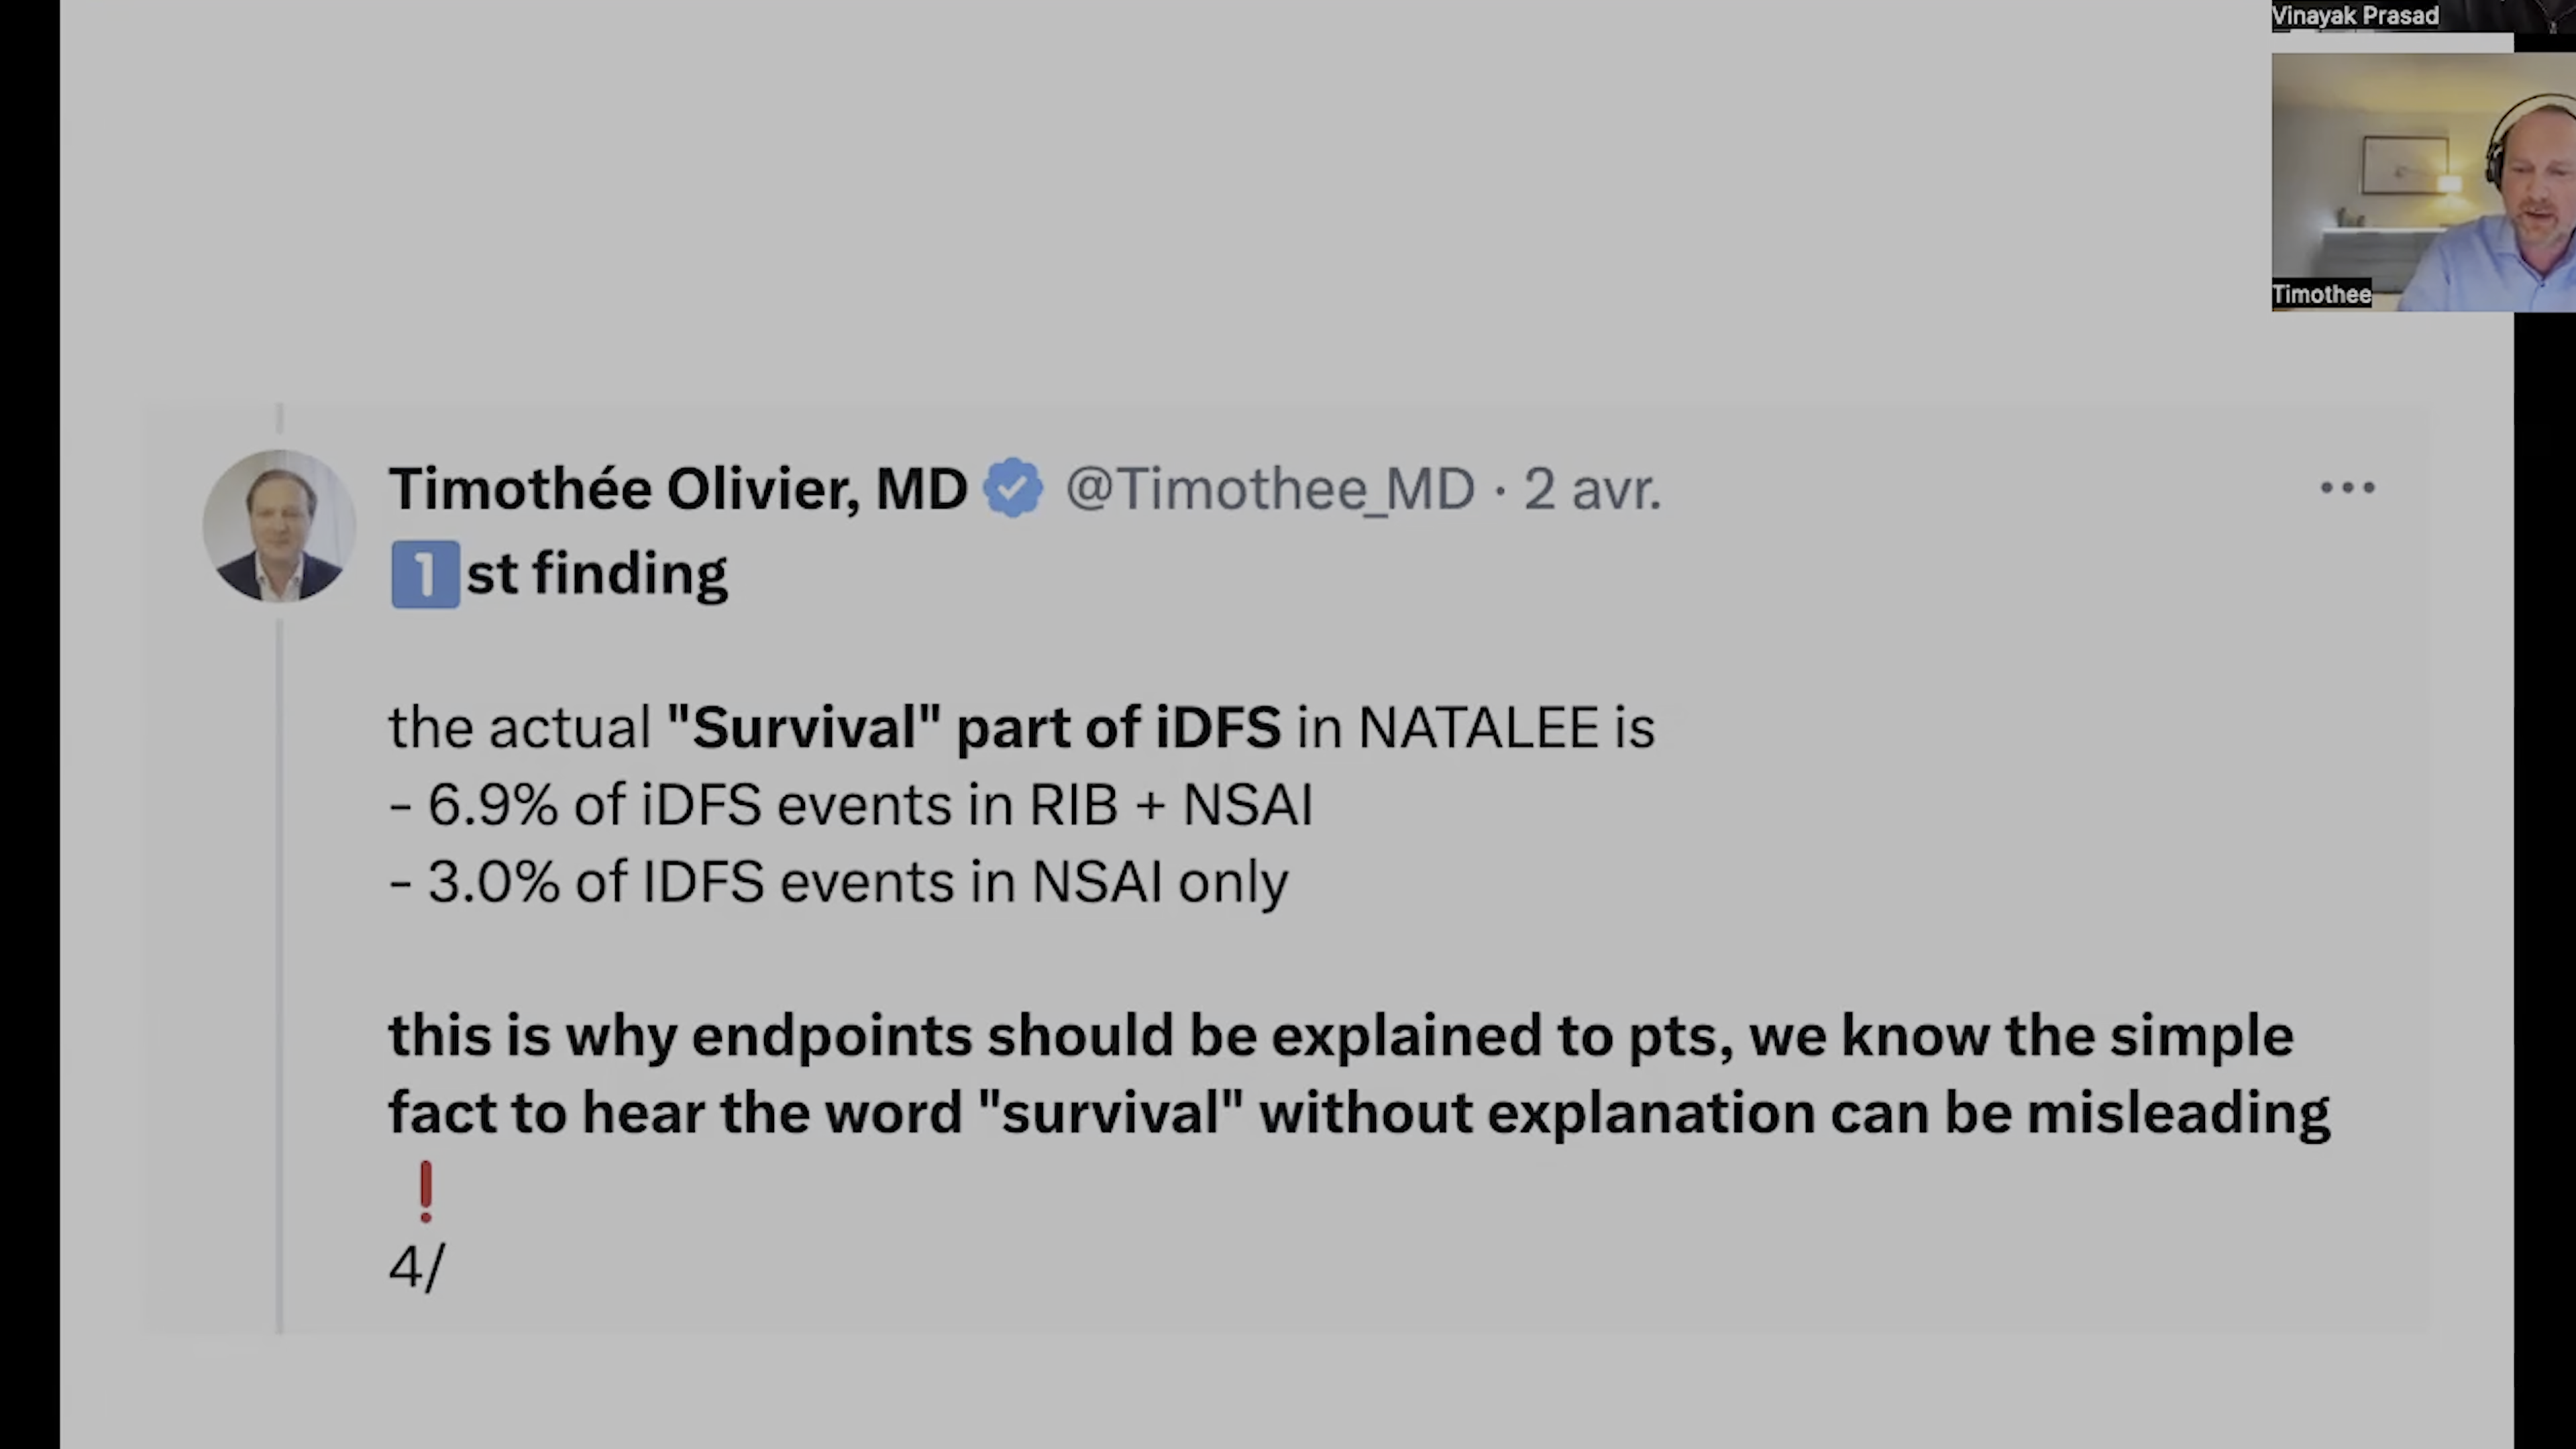 Vinayak Prasad
Timothee
Timothée Olivier, MD @Timothee_MD · 2 avr.
1st finding
the actual "Survival" part of iDFS in NATALEE is
- 6.9% of iDFS events in RIB + NSAI
- 3.0% of IDFS events in NSAI only
this is why endpoints should be explained to pts, we know the simple
fact to hear the word "survival" without explanation can be misleading
❗
4/